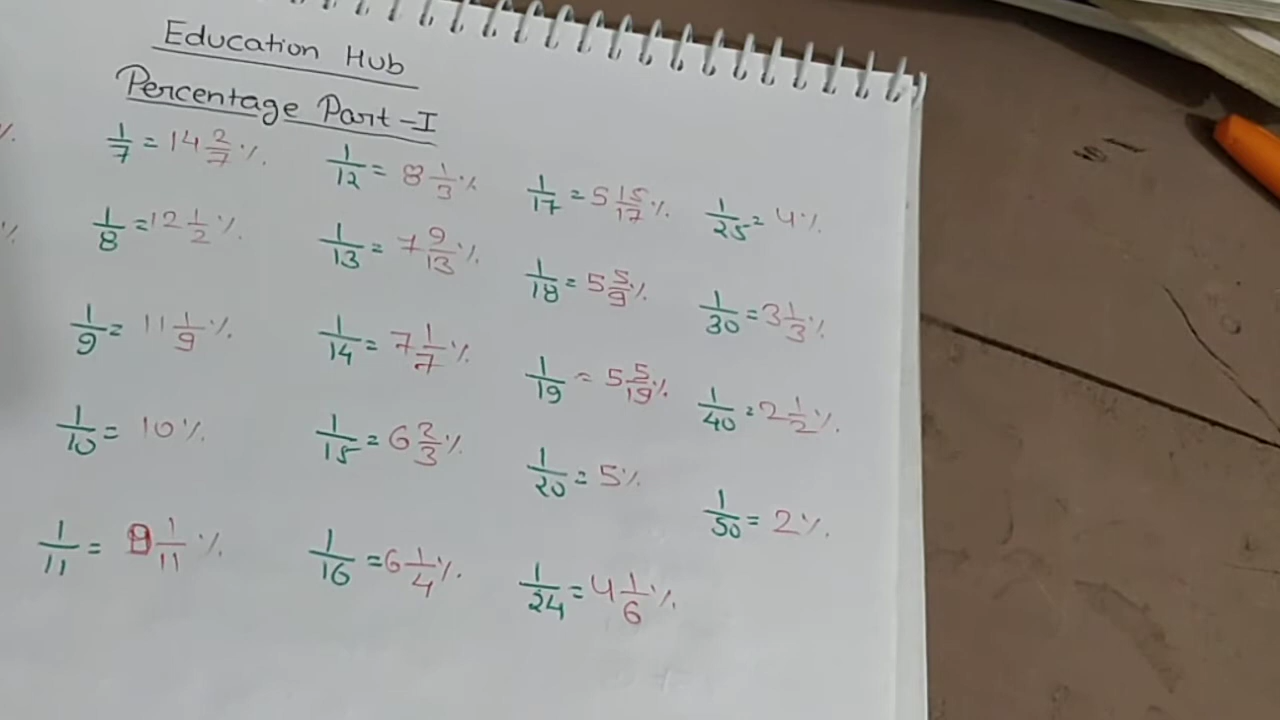 Education Hub
Percentage Part-I
%
1/7 = 14 2/7 %
1/12 = 8 1/3 %
1/17 = 5 15/17 %
1/25 = 4 %
%
1/8 = 12 1/2 %
1/13 = 7 9/13 %
1/18 = 5 5/9 %
1/30 = 3 1/3 %
1/9 = 11 1/9 %
1/14 = 7 1/7 %
1/19 = 5 5/19 %
1/40 = 2 1/2 %
1/10 = 10 %
1/15 = 6 2/3 %
1/20 = 5 %
1/50 = 2 %
1/11 = 9 1/11 %
1/16 = 6 1/4 %
1/24 = 4 1/6 %